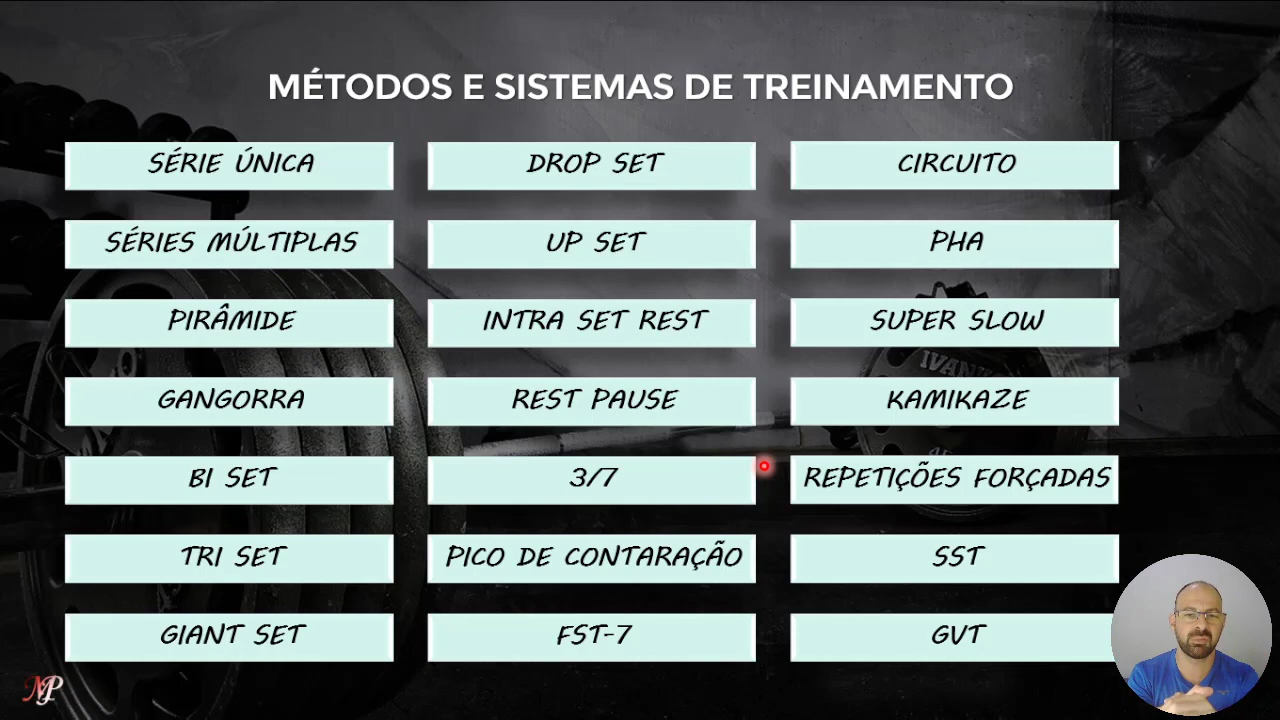 MÉTODOS E SISTEMAS DE TREINAMENTO
SÉRIE ÚNICA
DROP SET
CIRCUITO
SÉRIES MÚLTIPLAS
UP SET
PHA
PIRÂMIDE
INTRA SET REST
SUPER SLOW
GANGORRA
REST PAUSE
KAMIKAZE
BI SET
3/7
REPETIÇÕES FORÇADAS
TRI SET
PICO DE CONTARAÇÃO
SST
GIANT SET
FST-7
GVT